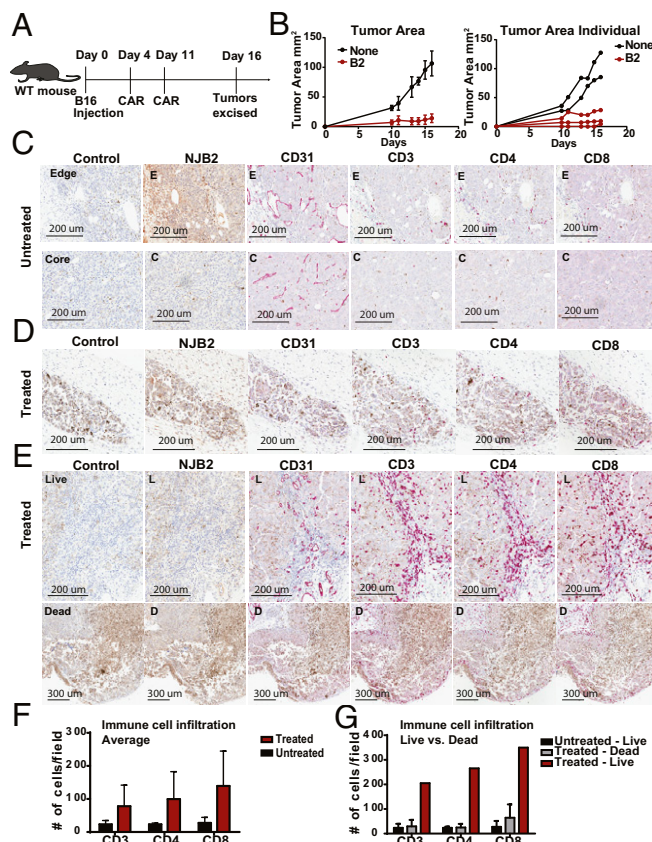 A
Day 0 Day 4 Day 11 Day 16
WT mouse
B16
Injection
CAR CAR Tumors
excised
B
Tumor Area
Tumor Area mm²
150
100
50
0
0 5 10 15 20
Days
None
B2
Tumor Area Individual
Tumor Area mm²
150
100
50
0
0 5 10 15 20
Days
None
B2
C
Control NJB2 CD31 CD3 CD4 CD8
Untreated
Edge E E E E E
200 um 200 um 200 um 200 um 200 um 200 um
Core C C C C C
200 um 200 um 200 um 200 um 200 um 200 um
D
Control NJB2 CD31 CD3 CD4 CD8
Treated
200 um 200 um 200 um 200 um 200 um 200 um
E
Control NJB2 CD31 CD3 CD4 CD8
Treated
Live L L L L L
200 um 200 um 200 um 200 um 200 um 200 um
Dead D D D D D
300 um 300 um 300 um 300 um 300 um 300 um
F
Immune cell infiltration
Average
# of cells/field
300
200
100
0
CD3 CD4 CD8
Treated
Untreated
G
Immune cell infiltration
Live vs. Dead
# of cells/field
400
300
200
100
0
CD3 CD4 CD8
Untreated - Live
Treated - Dead
Treated - Live